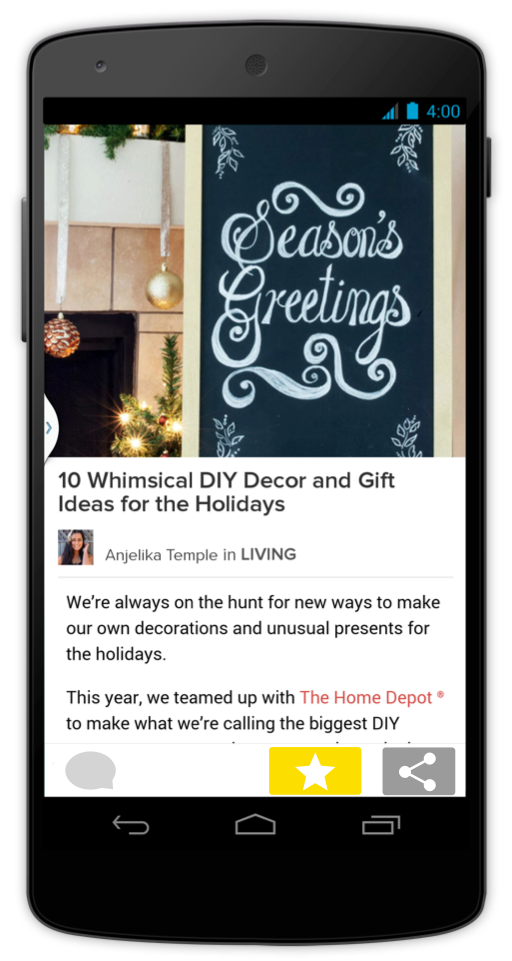 4:00
Season's
Greetings
10 Whimsical DIY Decor and Gift
Ideas for the Holidays
Anjelika Temple in LIVING
We're always on the hunt for new ways to make
our own decorations and unusual presents for
the holidays.
This year, we teamed up with The Home Depot ®
to make what we're calling the biggest DIY